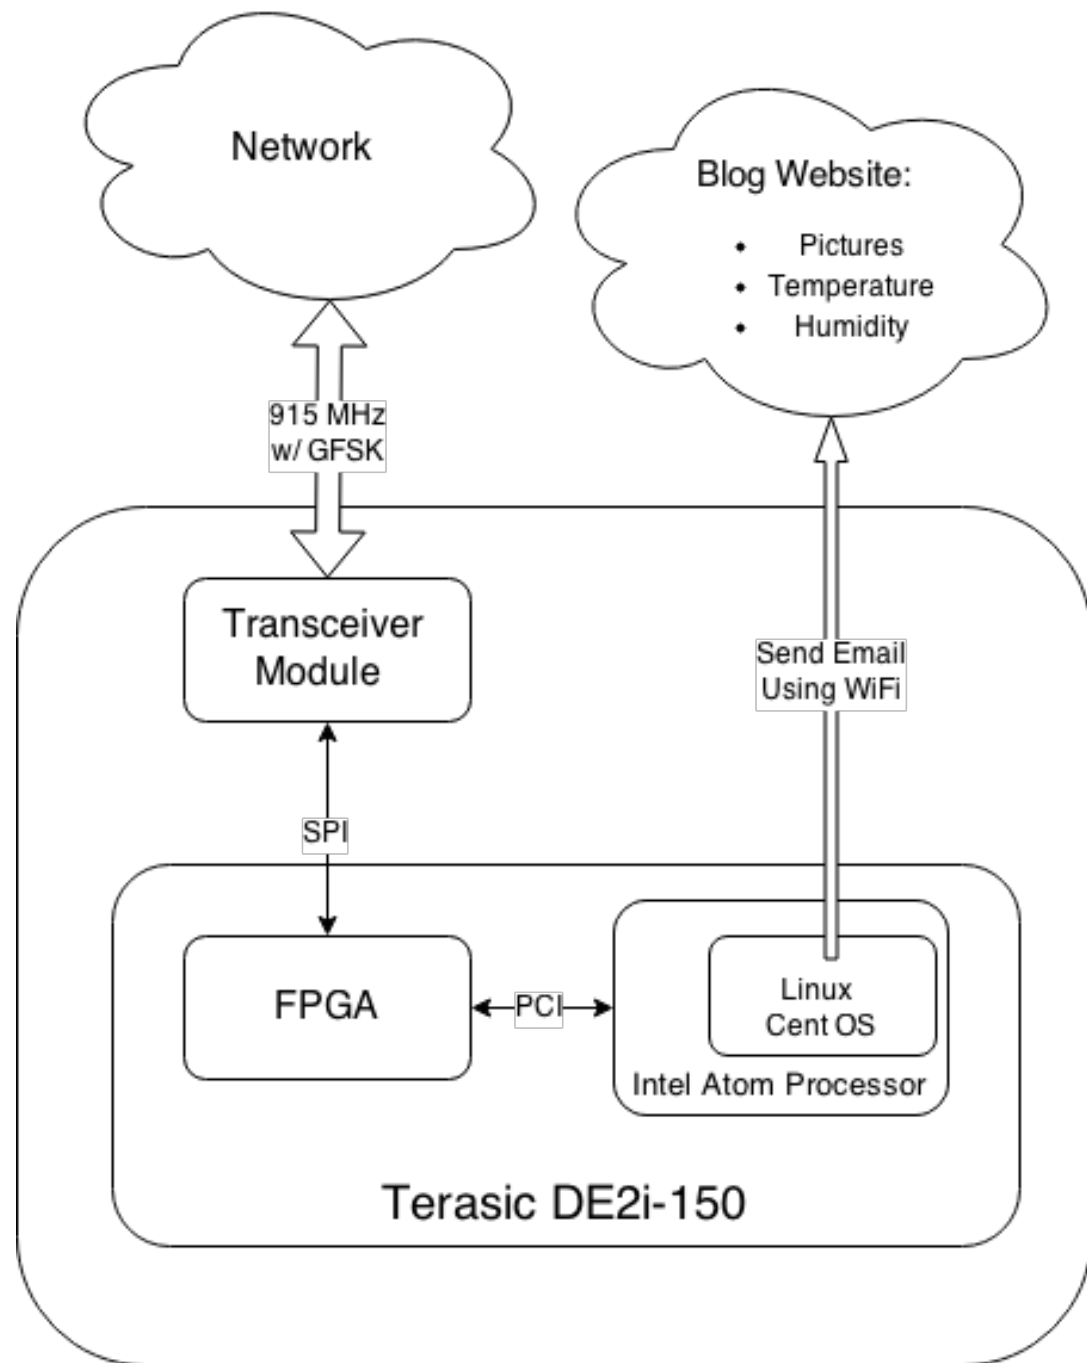 Network
Blog Website:
• Pictures
• Temperature
• Humidity
915 MHz
w/ GFSK
Transceiver
Module
Send Email
Using WiFi
SPI
FPGA
PCI
Linux
Cent OS
Intel Atom Processor
Terasic DE2i-150